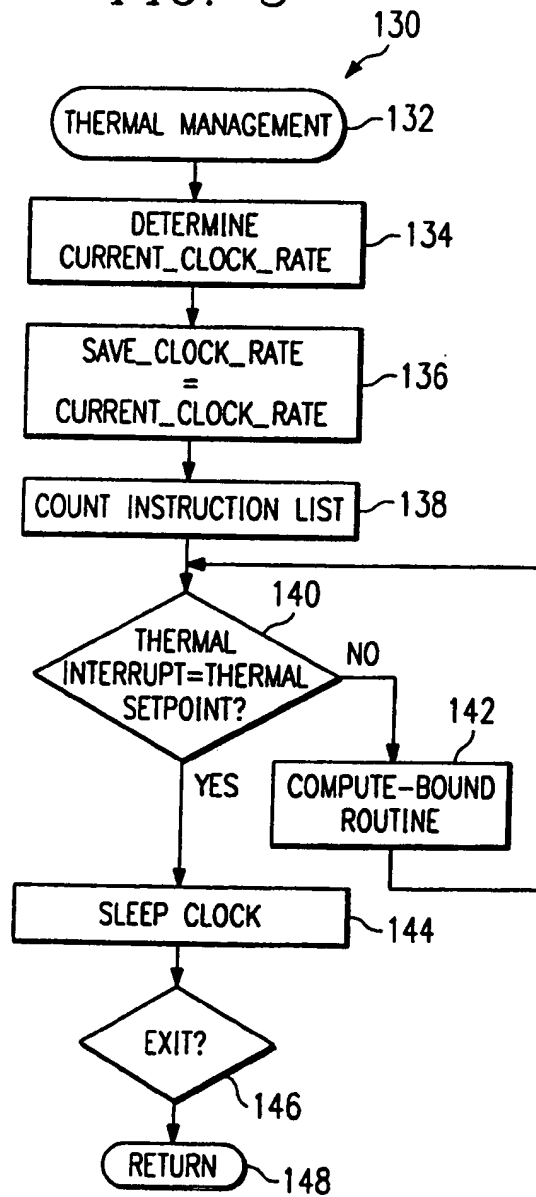 130
THERMAL MANAGEMENT
132
DETERMINE
CURRENT_CLOCK_RATE
134
SAVE_CLOCK_RATE
=
CURRENT_CLOCK_RATE
136
COUNT INSTRUCTION LIST
138
140
THERMAL
INTERRUPT=THERMAL
SETPOINT?
NO
142
COMPUTE-BOUND
ROUTINE
YES
SLEEP CLOCK
144
EXIT?
146
RETURN
148